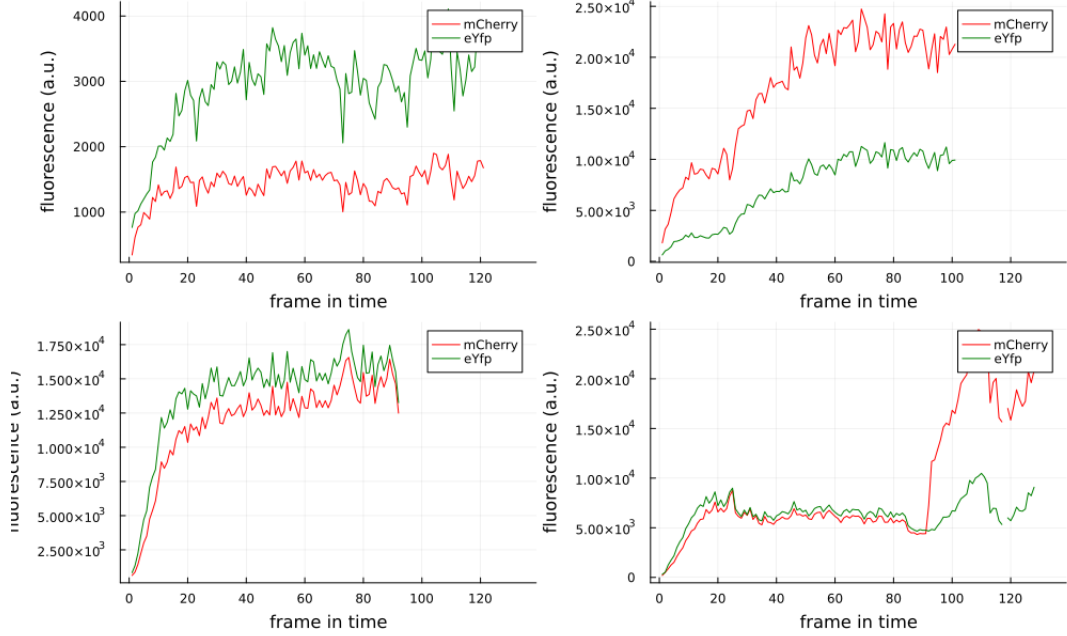 4000
3000
2000
1000
fluorescence (a.u.)
mCherry
eYfp
0 20 40 60 80 100 120
frame in time
2.50×10⁴
2.00×10⁴
1.50×10⁴
1.00×10⁴
5.00×10³
0
fluorescence (a.u.)
mCherry
eYfp
0 20 40 60 80 100 120
frame in time
1.750×10⁴
1.500×10⁴
1.250×10⁴
1.000×10⁴
7.500×10³
5.000×10³
2.500×10³
fluorescence (a.u.)
mCherry
eYfp
0 20 40 60 80 100 120
frame in time
2.50×10⁴
2.00×10⁴
1.50×10⁴
1.00×10⁴
5.00×10³
0
fluorescence (a.u.)
mCherry
eYfp
0 20 40 60 80 100 120
frame in time